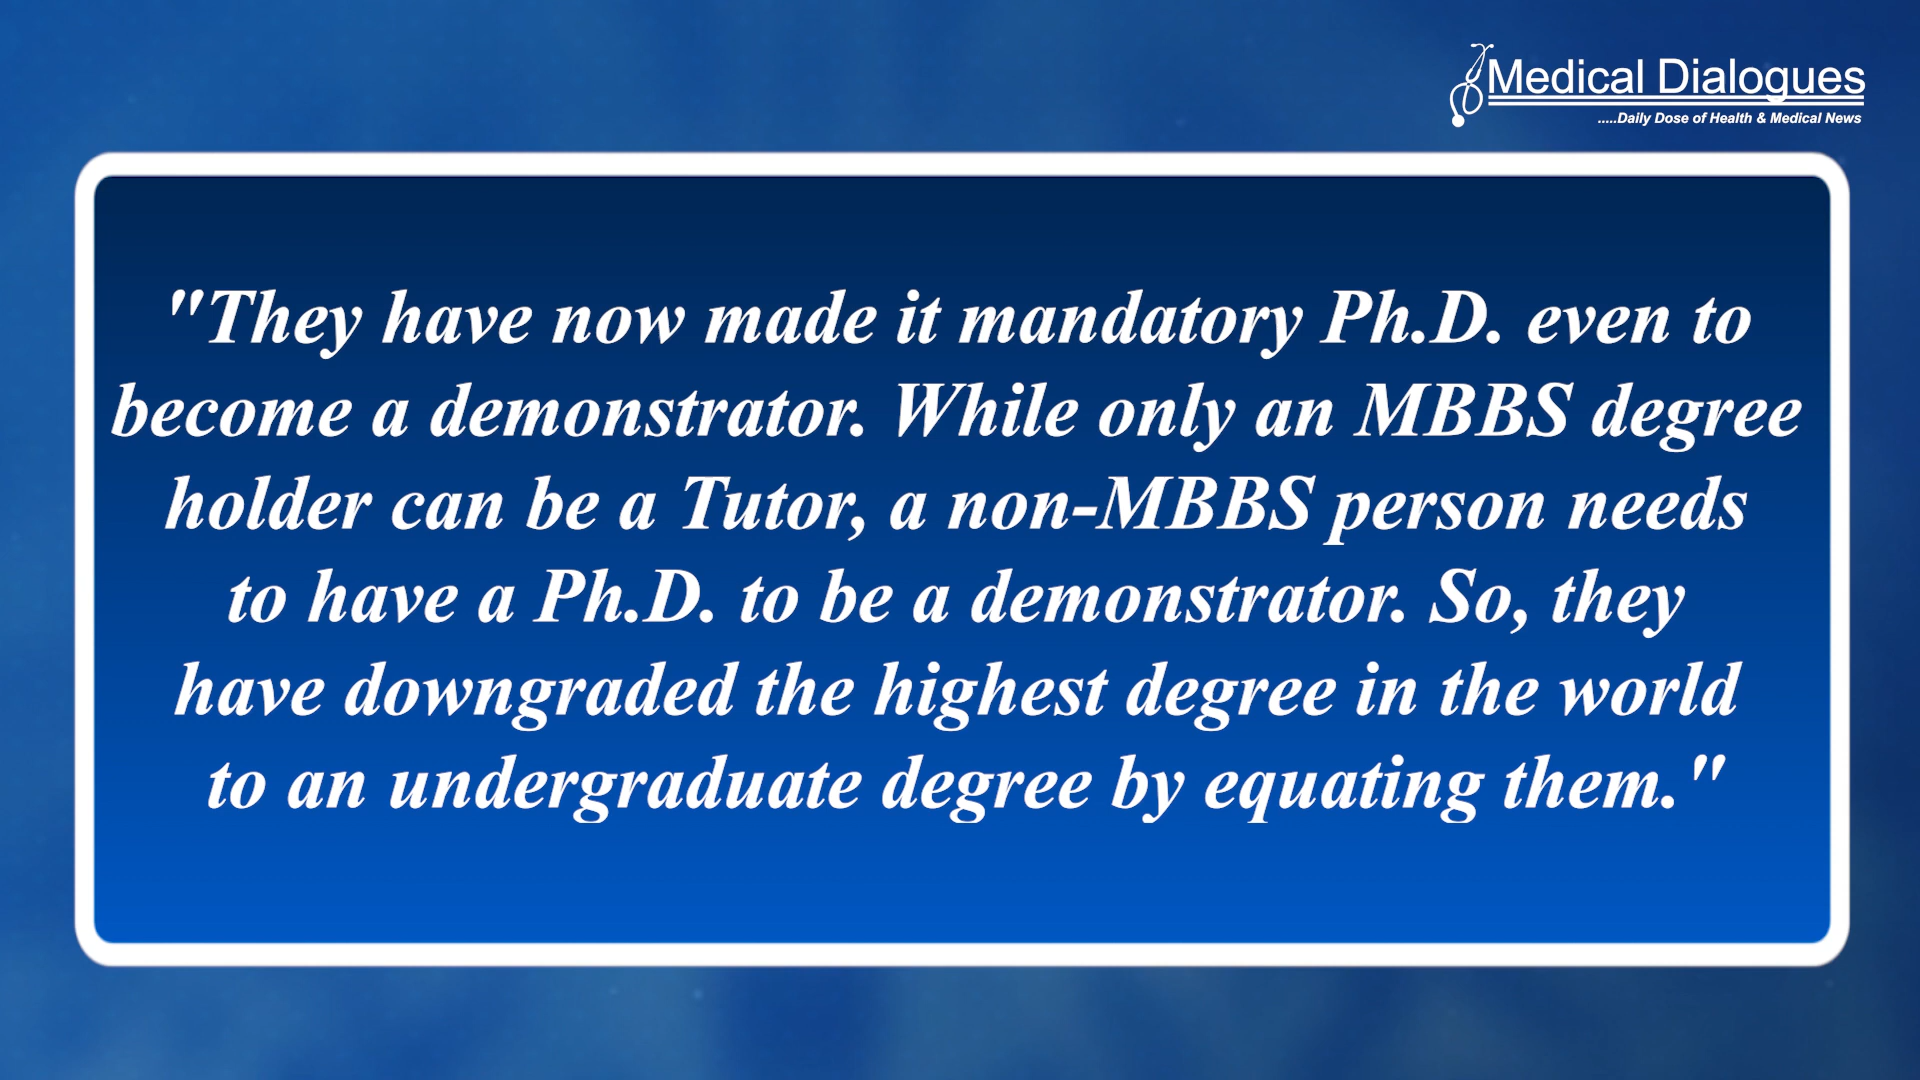 Medical Dialogues
.....Daily Dose of Health & Medical News
"They have now made it mandatory Ph.D. even to
become a demonstrator. While only an MBBS degree
holder can be a Tutor, a non-MBBS person needs
to have a Ph.D. to be a demonstrator. So, they
have downgraded the highest degree in the world
to an undergraduate degree by equating them."